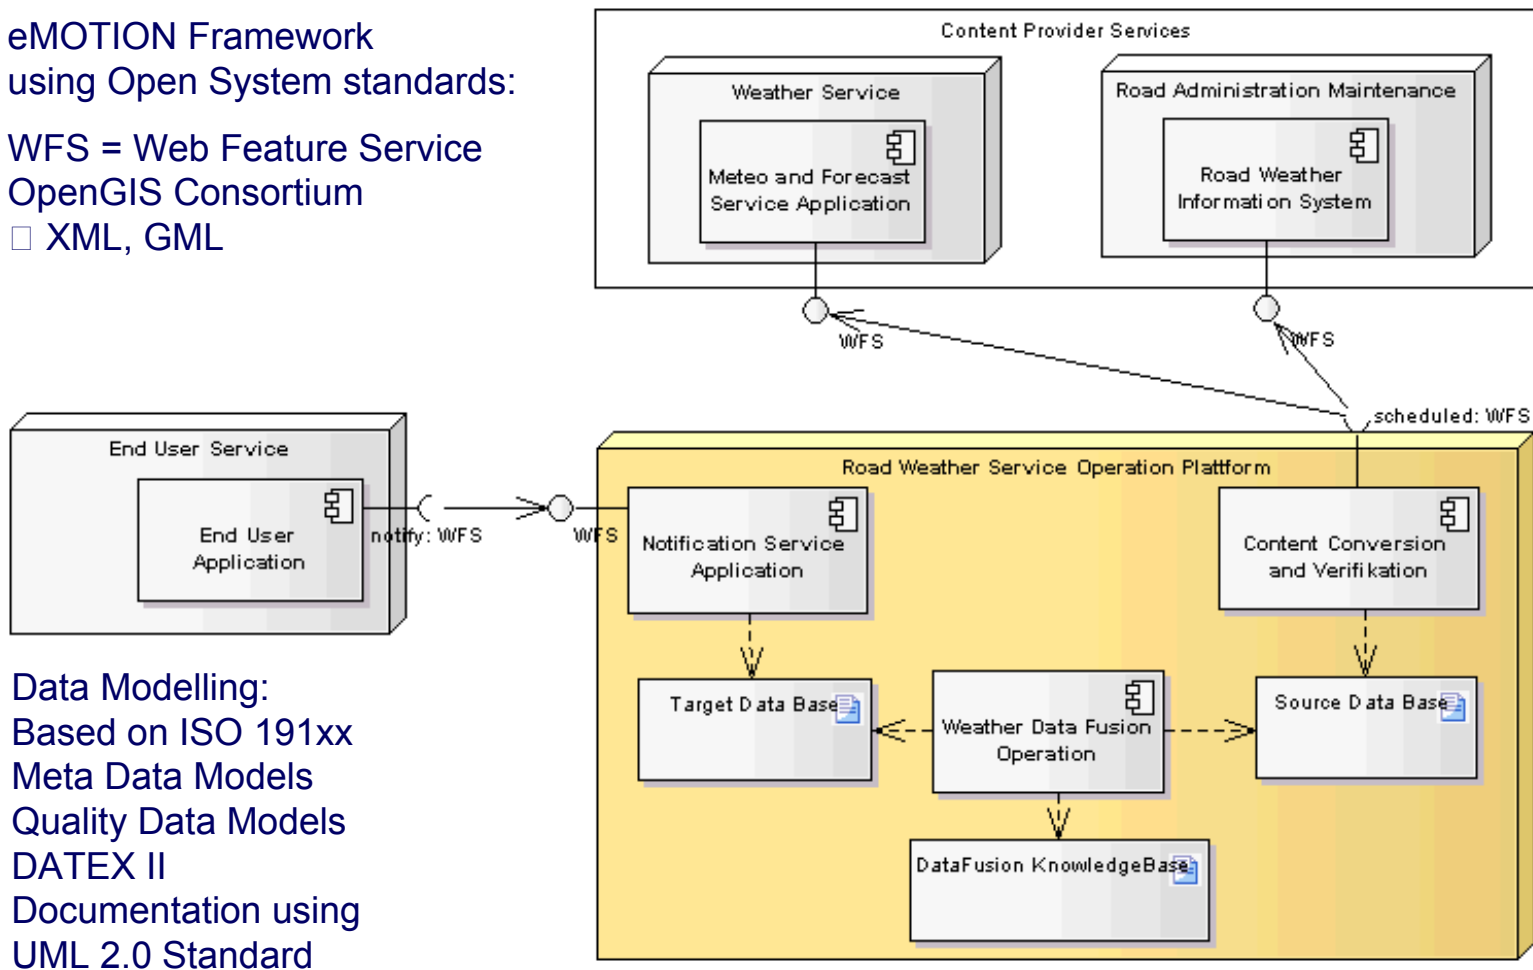 eMOTION Framework
using Open System standards:
WFS = Web Feature Service
OpenGIS Consortium
□ XML, GML
Content Provider Services
Weather Service
Meteo and Forecast
Service Application
WFS
Road Administration Maintenance
Road Weather
Information System
WFS
scheduled: WFS
End User Service
End User
Application
notify: WFS
WFS
Road Weather Service Operation Plattform
Notification Service
Application
Content Conversion
and Verifikation
Target Data Base
Weather Data Fusion
Operation
Source Data Base
DataFusion KnowledgeBase
Data Modelling:
Based on ISO 191xx
Meta Data Models
Quality Data Models
DATEX II
Documentation using
UML 2.0 Standard